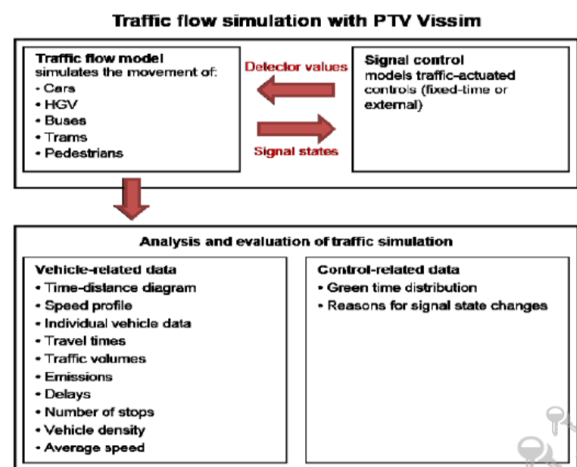 Traffic flow simulation with PTV Vissim
Traffic flow model
simulates the movement of:
• Cars
• HGV
• Buses
• Trams
• Pedestrians
Detector values
Signal states
Signal control
models traffic-actuated
controls (fixed-time or
external)
Analysis and evaluation of traffic simulation
Vehicle-related data
• Time-distance diagram
• Speed profile
• Individual vehicle data
• Travel times
• Traffic volumes
• Emissions
• Delays
• Number of stops
• Vehicle density
• Average speed
Control-related data
• Green time distribution
• Reasons for signal state changes